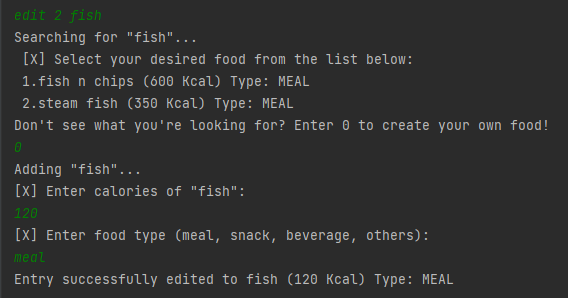 edit 2 fish
Searching for "fish"...
[X] Select your desired food from the list below:
1.fish n chips (600 Kcal) Type: MEAL
2.steam fish (350 Kcal) Type: MEAL
Don't see what you're looking for? Enter 0 to create your own food!
0
Adding "fish"...
[X] Enter calories of "fish":
120
[X] Enter food type (meal, snack, beverage, others):
meal
Entry successfully edited to fish (120 Kcal) Type: MEAL